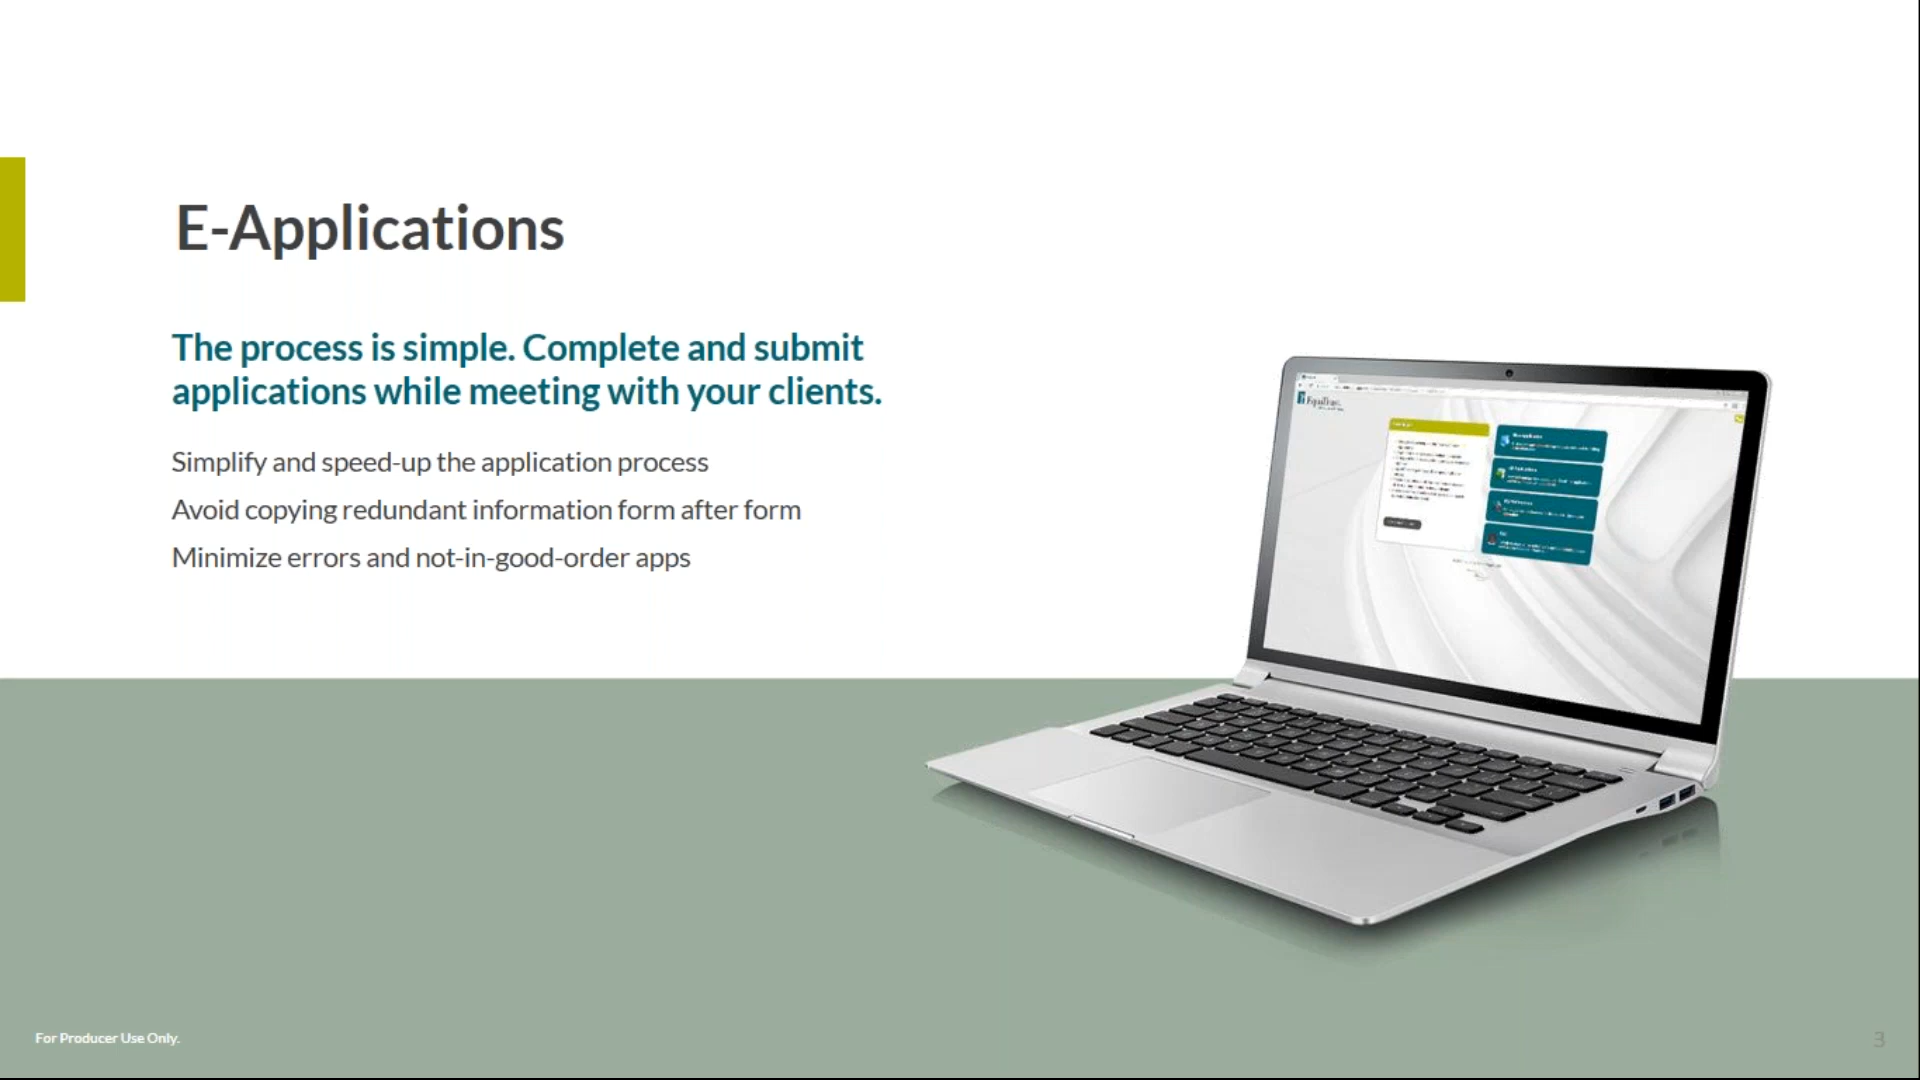 E-Applications
The process is simple. Complete and submit
applications while meeting with your clients.
Simplify and speed-up the application process
Avoid copying redundant information form after form
Minimize errors and not-in-good-order apps
EquiTrust
For Producer Use Only.
3